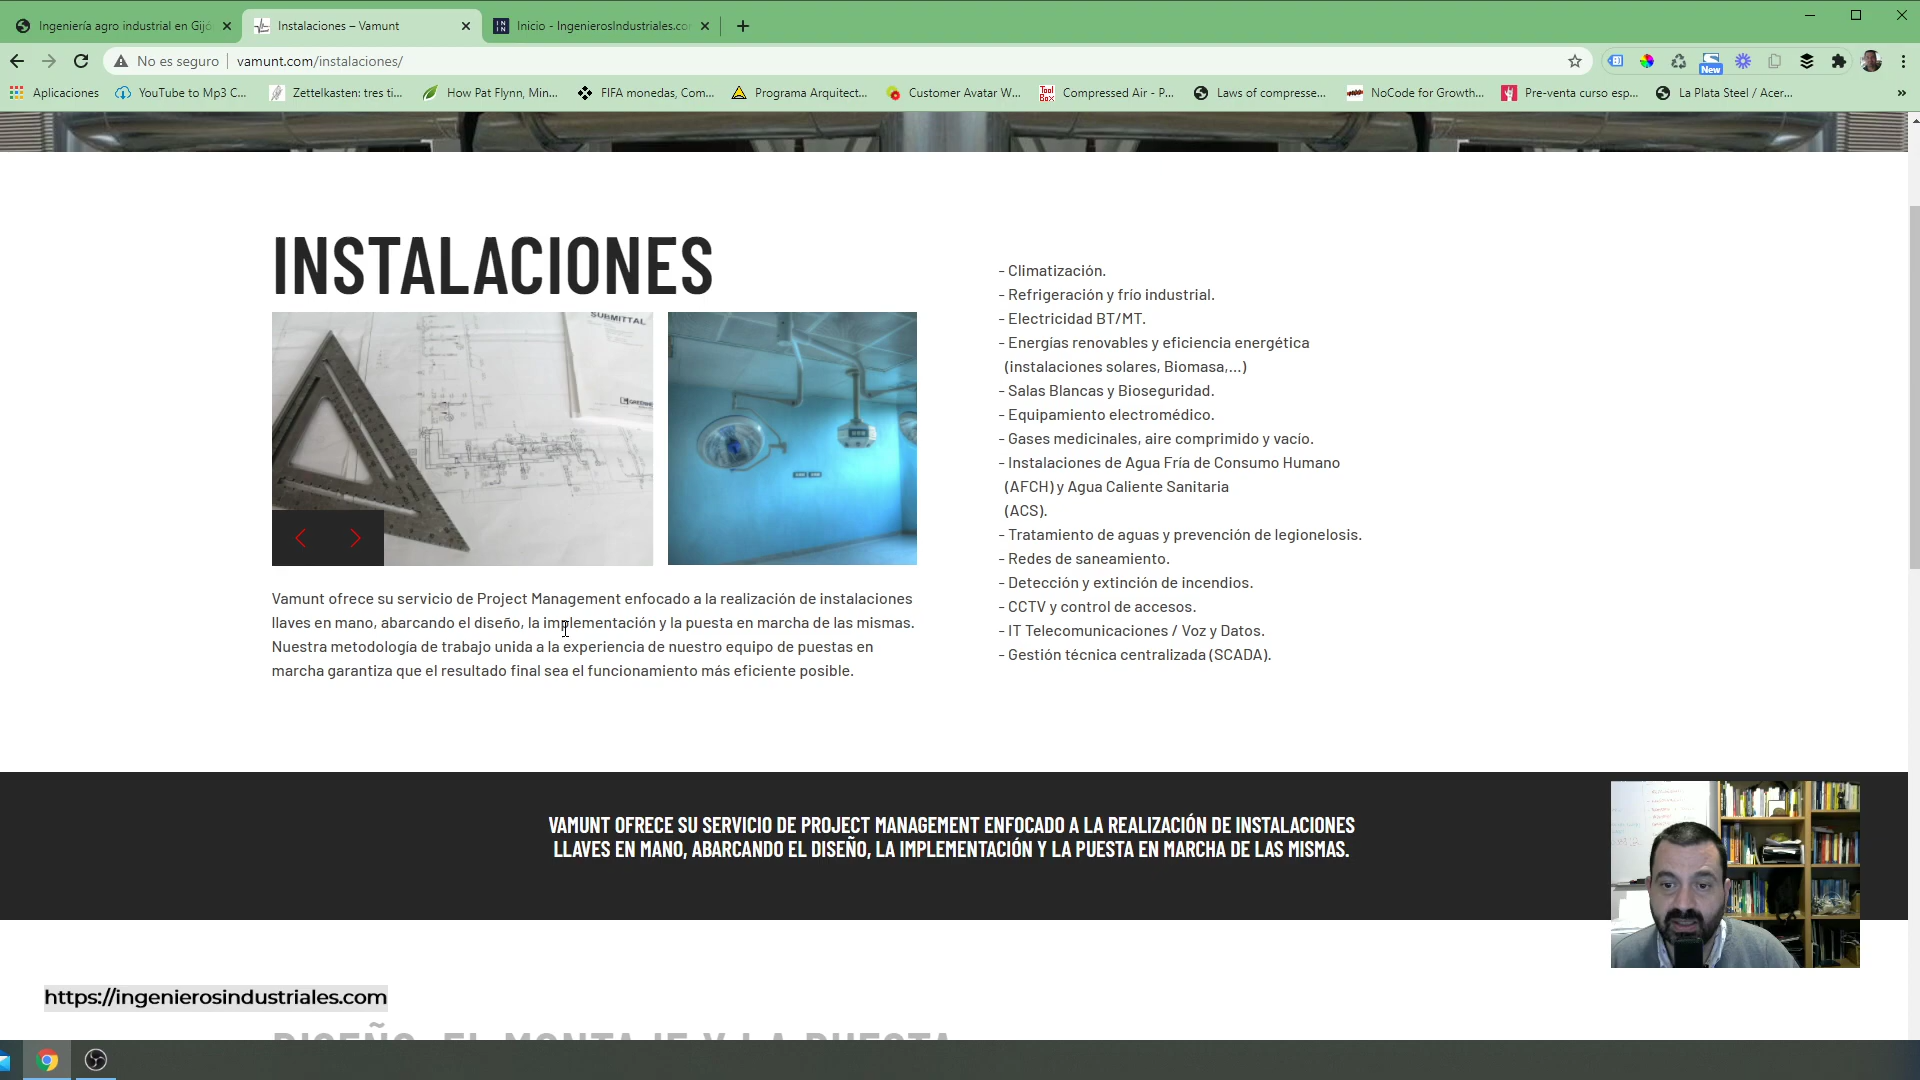 Ingeniería agro industrial en Gijó
Instalaciones – Vamunt
Inicio - IngenierosIndustriales.co
No es seguro
vamunt.com/instalaciones/
New
Aplicaciones
YouTube to Mp3 C...
Zettelkasten: tres ti...
How Pat Flynn, Min...
FIFA monedas, Com...
Programa Arquitect...
Customer Avatar W...
Compressed Air - P...
Laws of compresse...
NoCode for Growth...
Pre-venta curso esp...
La Plata Steel / Acer...
INSTALACIONES
SUBMITTAL
- Climatización.
- Refrigeración y frío industrial.
- Electricidad BT/MT.
- Energías renovables y eficiencia energética
(instalaciones solares, Biomasa,...)
- Salas Blancas y Bioseguridad.
- Equipamiento electromédico.
- Gases medicinales, aire comprimido y vacío.
- Instalaciones de Agua Fría de Consumo Humano
(AFCH) y Agua Caliente Sanitaria
(ACS).
- Tratamiento de aguas y prevención de legionelosis.
- Redes de saneamiento.
- Detección y extinción de incendios.
- CCTV y control de accesos.
- IT Telecomunicaciones / Voz y Datos.
- Gestión técnica centralizada (SCADA).
Vamunt ofrece su servicio de Project Management enfocado a la realización de instalaciones
llaves en mano, abarcando el diseño, la implementación y la puesta en marcha de las mismas.
Nuestra metodología de trabajo unida a la experiencia de nuestro equipo de puestas en
marcha garantiza que el resultado final sea el funcionamiento más eficiente posible.
VAMUNT OFRECE SU SERVICIO DE PROJECT MANAGEMENT ENFOCADO A LA REALIZACIÓN DE INSTALACIONES
LLAVES EN MANO, ABARCANDO EL DISEÑO, LA IMPLEMENTACIÓN Y LA PUESTA EN MARCHA DE LAS MISMAS.
https://ingenierosindustriales.com
DISEÑO, EL MONTAJE Y LA PUESTA